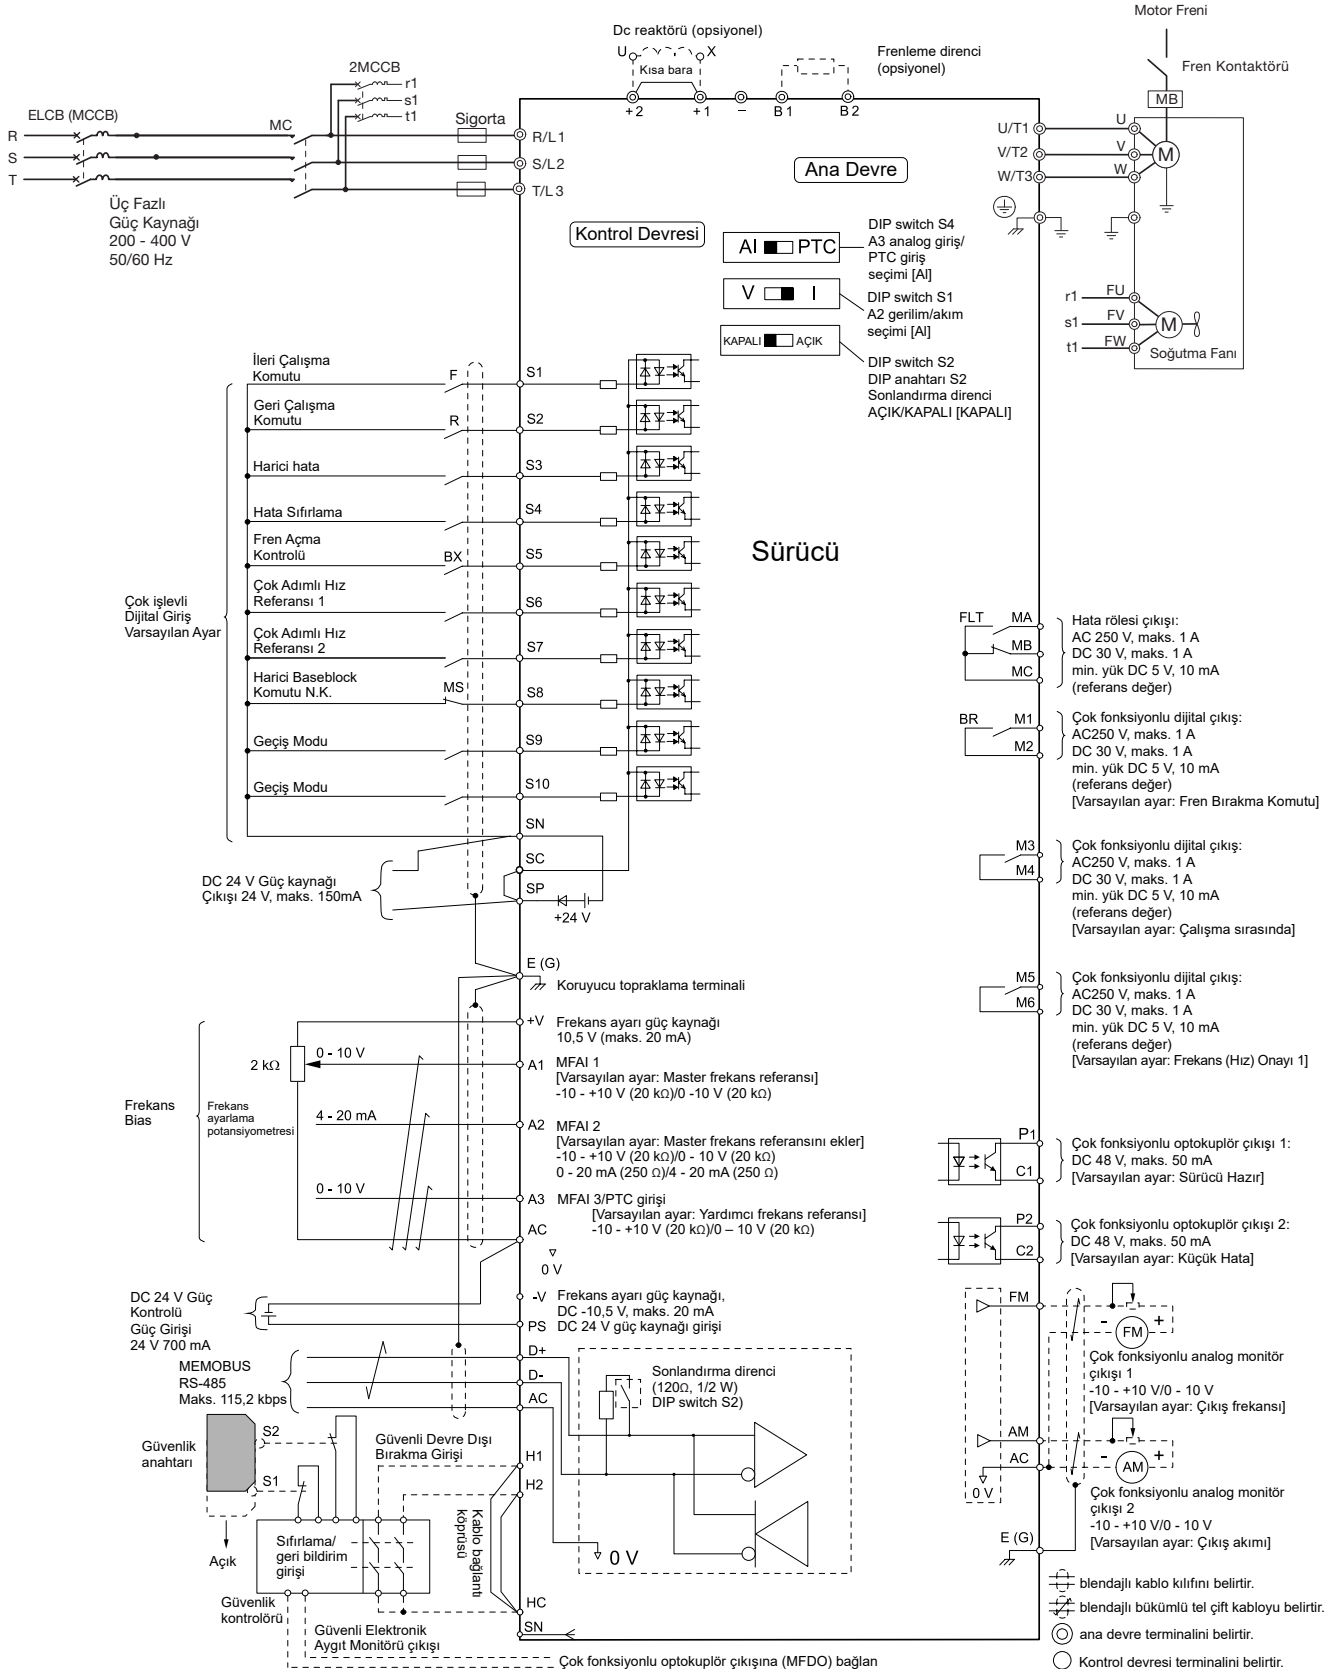 Motor Freni
Dc reaktörü (opsiyonel)
U
X
Kısa bara
Frenleme direnci
(opsiyonel)
Fren Kontaktörü
MB
2MCCB
r1
s1
t1
+2
+1
–
B1
B2
ELCB (MCCB)
R
S
T
MC
Sigorta
R/L1
S/L2
T/L3
U/T1
V/T2
W/T3
U
V
W
M
Üç Fazlı
Güç Kaynağı
200 - 400 V
50/60 Hz
Ana Devre
Kontrol Devresi
AI
PTC
DIP switch S4
A3 analog giriş/
PTC giriş
seçimi [AI]
V
I
DIP switch S1
A2 gerilim/akım
seçimi [AI]
KAPALI
AÇIK
DIP switch S2
DIP anahtarı S2
Sonlandırma direnci
AÇIK/KAPALI [KAPALI]
r1
FU
s1
FV
t1
FW
M
Soğutma Fanı
Sürücü
Çok işlevli
Dijital Giriş
Varsayılan Ayar
İleri Çalışma
Komutu
F
S1
Geri Çalışma
Komutu
R
S2
Harici hata
S3
Hata Sıfırlama
S4
Fren Açma
Kontrolü
BX
S5
Çok Adımlı Hız
Referansı 1
S6
Çok Adımlı Hız
Referansı 2
S7
Harici Baseblock
Komutu N.K.
MS
S8
Geçiş Modu
S9
Geçiş Modu
S10
SN
SC
SP
+24 V
DC 24 V Güç kaynağı
Çıkışı 24 V, maks. 150mA
FLT
MA
MB
MC
Hata rölesi çıkışı:
AC 250 V, maks. 1 A
DC 30 V, maks. 1 A
min. yük DC 5 V, 10 mA
(referans değer)
BR
M1
M2
Çok fonksiyonlu dijital çıkış:
AC250 V, maks. 1 A
DC 30 V, maks. 1 A
min. yük DC 5 V, 10 mA
(referans değer)
[Varsayılan ayar: Fren Bırakma Komutu]
M3
M4
Çok fonksiyonlu dijital çıkış:
AC250 V, maks. 1 A
DC 30 V, maks. 1 A
min. yük DC 5 V, 10 mA
(referans değer)
[Varsayılan ayar: Çalışma sırasında]
M5
M6
Çok fonksiyonlu dijital çıkış:
AC250 V, maks. 1 A
DC 30 V, maks. 1 A
min. yük DC 5 V, 10 mA
(referans değer)
[Varsayılan ayar: Frekans (Hız) Onayı 1]
E (G)
Koruyucu topraklama terminali
+V
Frekans ayarı güç kaynağı
10,5 V (maks. 20 mA)
Frekans
Bias
Frekans
ayarlama
potansiyometresi
2 kΩ
0 - 10 V
A1
MFAI 1
[Varsayılan ayar: Master frekans referansı]
-10 - +10 V (20 kΩ)/0 -10 V (20 kΩ)
4 - 20 mA
A2
MFAI 2
[Varsayılan ayar: Master frekans referansını ekler]
-10 - +10 V (20 kΩ)/0 - 10 V (20 kΩ)
0 - 20 mA (250 Ω)/4 - 20 mA (250 Ω)
0 - 10 V
A3
MFAI 3/PTC girişi
[Varsayılan ayar: Yardımcı frekans referansı]
-10 - +10 V (20 kΩ)/0 – 10 V (20 kΩ)
AC
0 V
P1
C1
Çok fonksiyonlu optokuplör çıkışı 1:
DC 48 V, maks. 50 mA
[Varsayılan ayar: Sürücü Hazır]
P2
C2
Çok fonksiyonlu optokuplör çıkışı 2:
DC 48 V, maks. 50 mA
[Varsayılan ayar: Küçük Hata]
DC 24 V Güç
Kontrolü
Güç Girişi
24 V 700 mA
-V
Frekans ayarı güç kaynağı,
DC -10,5 V, maks. 20 mA
PS
DC 24 V güç kaynağı girişi
MEMOBUS
RS-485
Maks. 115,2 kbps
D+
D-
AC
Sonlandırma direnci
(120Ω, 1/2 W)
DIP switch S2)
0 V
FM
-
+
FM
Çok fonksiyonlu analog monitör
çıkışı 1
-10 - +10 V/0 - 10 V
[Varsayılan ayar: Çıkış frekansı]
AM
AC
0 V
-
+
AM
Çok fonksiyonlu analog monitör
çıkışı 2
-10 - +10 V/0 - 10 V
[Varsayılan ayar: Çıkış akımı]
E (G)
Güvenlik
anahtarı
S2
S1
Açık
Güvenli Devre Dışı
Bırakma Girişi
H1
H2
Kablo bağlantı
köprüsü
Sıfırlama/
geri bildirim
girişi
Güvenlik
kontrolörü
HC
SN
Güvenli Elektronik
Aygıt Monitörü çıkışı
Çok fonksiyonlu optokuplör çıkışına (MFDO) bağlan
blendajlı kablo kılıfını belirtir.
blendajlı bükümlü tel çift kabloyu belirtir.
ana devre terminalini belirtir.
Kontrol devresi terminalini belirtir.